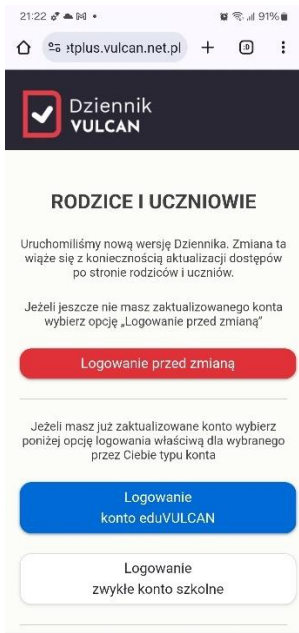 21:22
91%
etplus.vulcan.net.pl
:D
Dziennik
VULCAN
RODZICE I UCZNIOWIE
Uruchomiliśmy nową wersję Dziennika. Zmiana ta
wiąże się z koniecznością aktualizacji dostępów
po stronie rodziców i uczniów.
Jeżeli jeszcze nie masz zaktualizowanego konta
wybierz opcję „Logowanie przed zmianą"
Logowanie przed zmianą
Jeżeli masz już zaktualizowane konto wybierz
poniżej opcję logowania właściwą dla wybranego
przez Ciebie typu konta
Logowanie
konto eduVULCAN
Logowanie
zwykłe konto szkolne